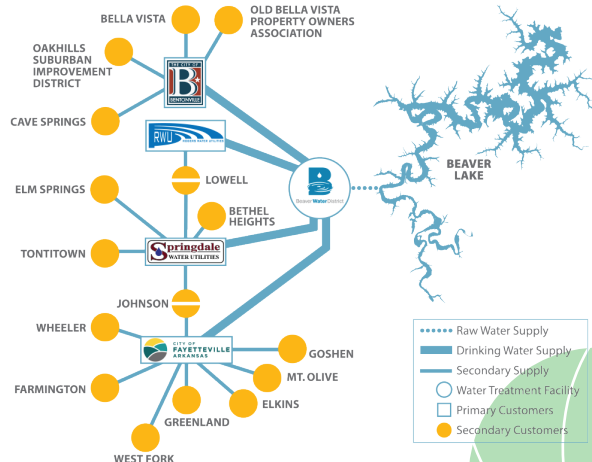 BELLA VISTA
OLD BELLA VISTA
PROPERTY OWNERS
ASSOCIATION
OAKHILLS
SUBURBAN
IMPROVEMENT
DISTRICT
THE CITY OF
B
BENTONVILLE
CAVE SPRINGS
RWU
ROGERS WATER UTILITIES
LOWELL
ELM SPRINGS
BETHEL
HEIGHTS
Beaver Water District
BEAVER
LAKE
TONTITOWN
Springdale
WATER UTILITIES
JOHNSON
WHEELER
CITY OF
FAYETTEVILLE
ARKANSAS
GOSHEN
MT. OLIVE
FARMINGTON
ELKINS
GREENLAND
WEST FORK
Raw Water Supply
Drinking Water Supply
Secondary Supply
Water Treatment Facility
Primary Customers
Secondary Customers